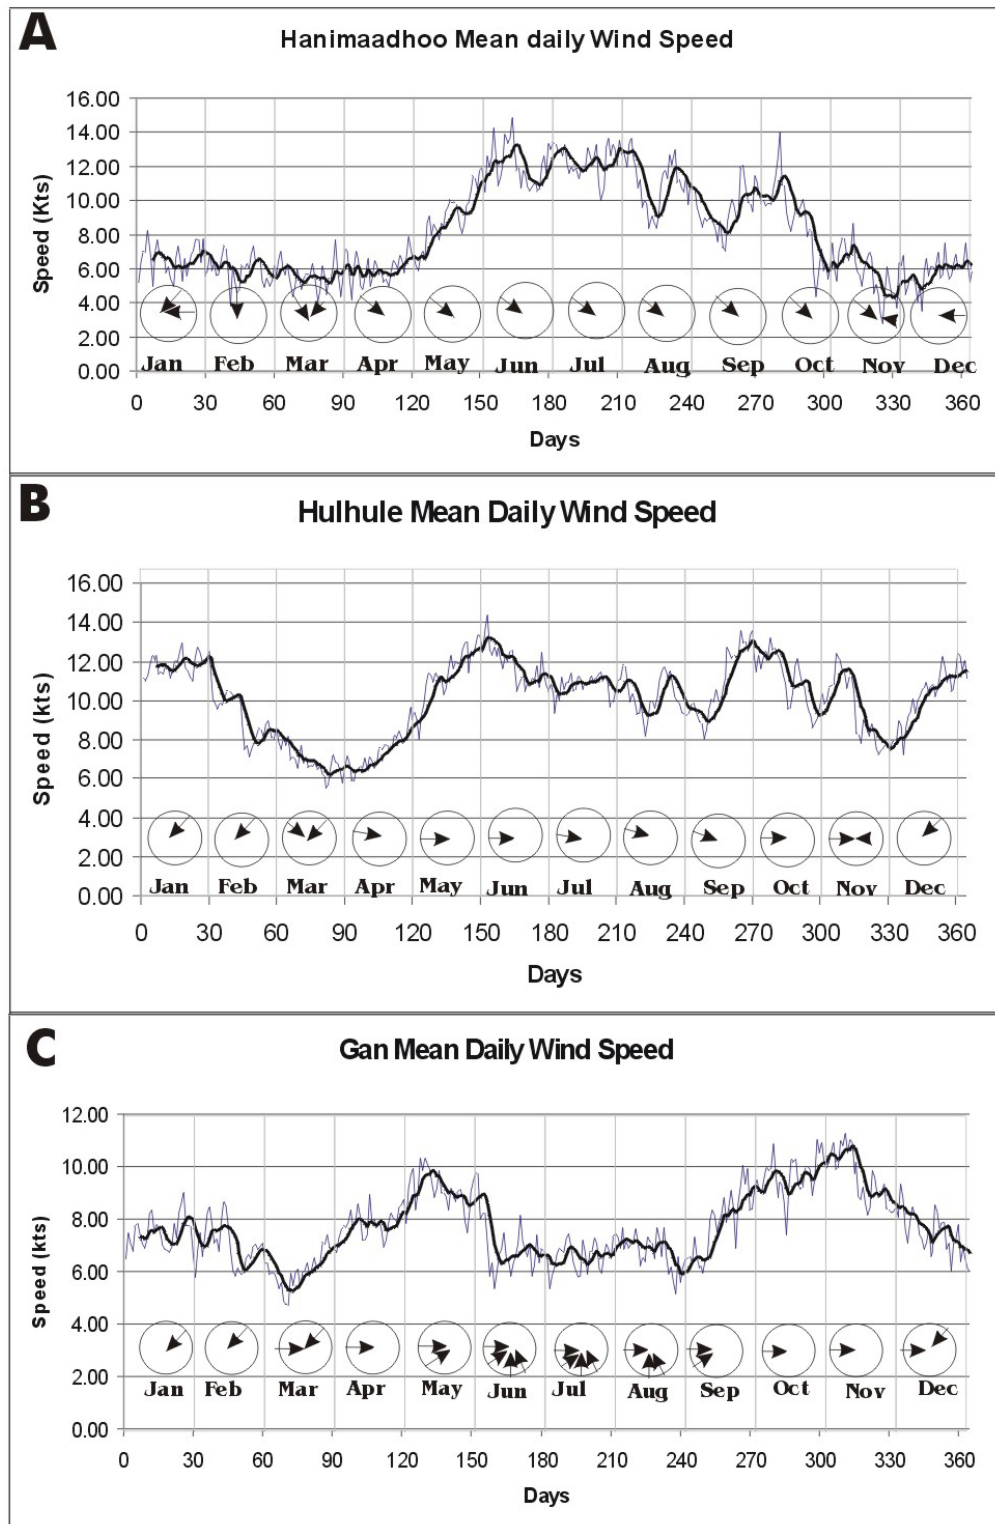 A
Hanimaadhoo Mean daily Wind Speed
16.00
14.00
12.00
10.00
8.00
6.00
4.00
2.00
0.00
Speed (Kts)
Jan Feb Mar Apr May Jun Jul Aug Sep Oct Nov Dec
0 30 60 90 120 150 180 210 240 270 300 330 360
Days
B
Hulhule Mean Daily Wind Speed
16.00
14.00
12.00
10.00
8.00
6.00
4.00
2.00
0.00
Speed (kts)
Jan Feb Mar Apr May Jun Jul Aug Sep Oct Nov Dec
0 30 60 90 120 150 180 210 240 270 300 330 360
Days
C
Gan Mean Daily Wind Speed
12.00
10.00
8.00
6.00
4.00
2.00
0.00
Speed (kts)
Jan Feb Mar Apr May Jun Jul Aug Sep Oct Nov Dec
0 30 60 90 120 150 180 210 240 270 300 330 360
Days